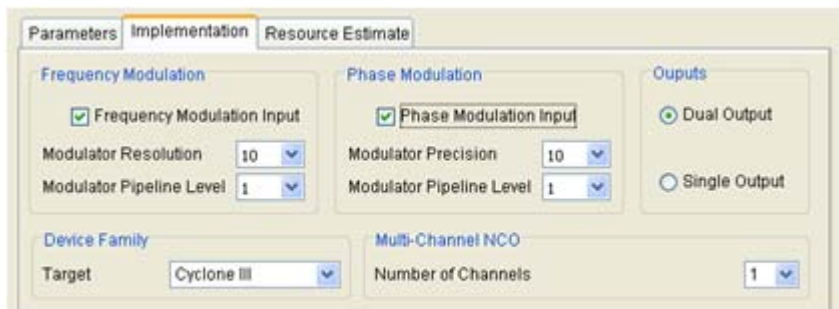 Parameters Implementation Resource Estimate
Frequency Modulation
Frequency Modulation Input
Modulator Resolution 10
Modulator Pipeline Level 1
Phase Modulation
Phase Modulation Input
Modulator Precision 10
Modulator Pipeline Level 1
Ouputs
Dual Output
Single Output
Device Family
Target Cyclone III
Multi-Channel NCO
Number of Channels 1